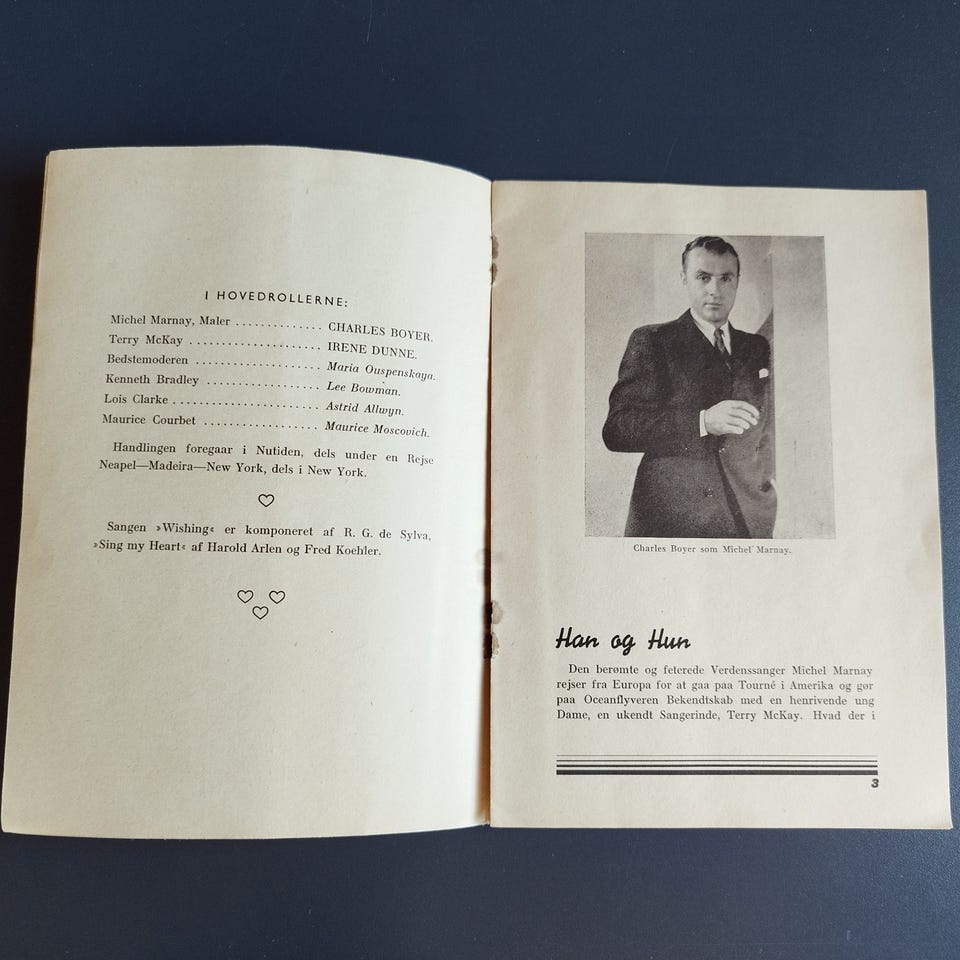 I HOVEDROLLERNE:
Michel Marnay, Maler .............. CHARLES BOYER.
Terry McKay .................... IRENE DUNNE.
Bedstemoderen ................... Maria Ouspenskaya.
Kenneth Bradley ................. Lee Bowman.
Lois Clarke ...................... Astrid Allwyn.
Maurice Courbet ................. Maurice Moscovich.
Handlingen foregaar i Nutiden, dels under en Rejse
Neapel—Madeira—New York, dels i New York.
Sangen »Wishing« er komponeret af R. G. de Sylva,
»Sing my Heart« af Harold Arlen og Fred Koehler.
Charles Boyer som Michel Marnay.
Han og Hun
Den berømte og feterede Verdenssanger Michel Marnay
rejser fra Europa for at gaa paa Tourné i Amerika og gør
paa Oceanflyveren Bekendtskab med en henrivende ung
Dame, en ukendt Sangerinde, Terry McKay. Hvad der i
3